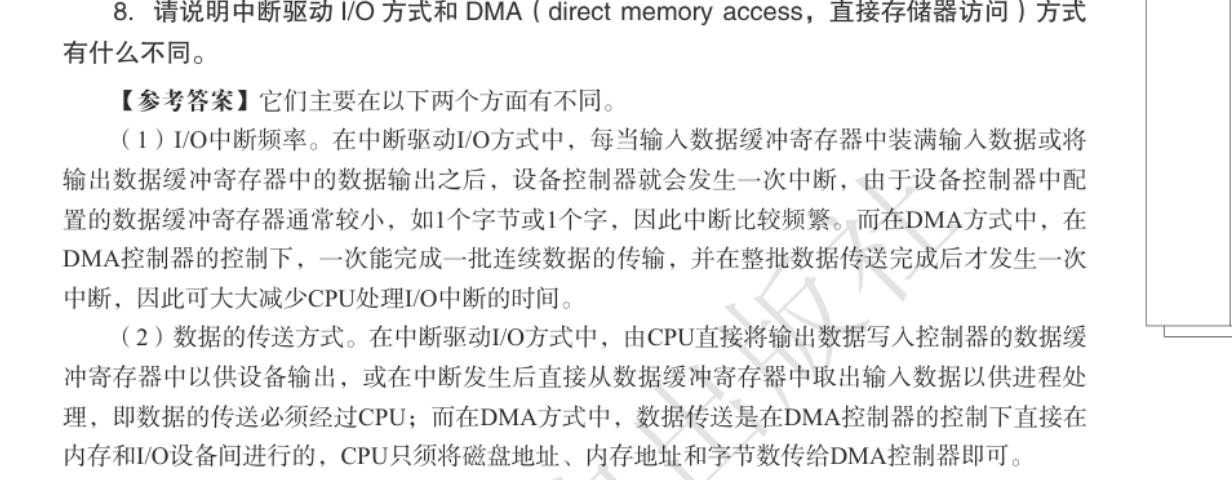 8. 请说明中断驱动 I/O 方式和 DMA（direct memory access，直接存储器访问）方式
有什么不同。
【参考答案】它们主要在以下两个方面有不同。
（1）I/O中断频率。在中断驱动I/O方式中，每当输入数据缓冲寄存器中装满输入数据或将
输出数据缓冲寄存器中的数据输出之后，设备控制器就会发生一次中断，由于设备控制器中配
置的数据缓冲寄存器通常较小，如1个字节或1个字，因此中断比较频繁。而在DMA方式中，在
DMA控制器的控制下，一次能完成一批连续数据的传输，并在整批数据传送完成后才发生一次
中断，因此可大大减少CPU处理I/O中断的时间。
（2）数据的传送方式。在中断驱动I/O方式中，由CPU直接将输出数据写入控制器的数据缓
冲寄存器中以供设备输出，或在中断发生后直接从数据缓冲寄存器中取出输入数据以供进程处
理，即数据的传送必须经过CPU；而在DMA方式中，数据传送是在DMA控制器的控制下直接在
内存和I/O设备间进行的，CPU只须将磁盘地址、内存地址和字节数传给DMA控制器即可。
出版社